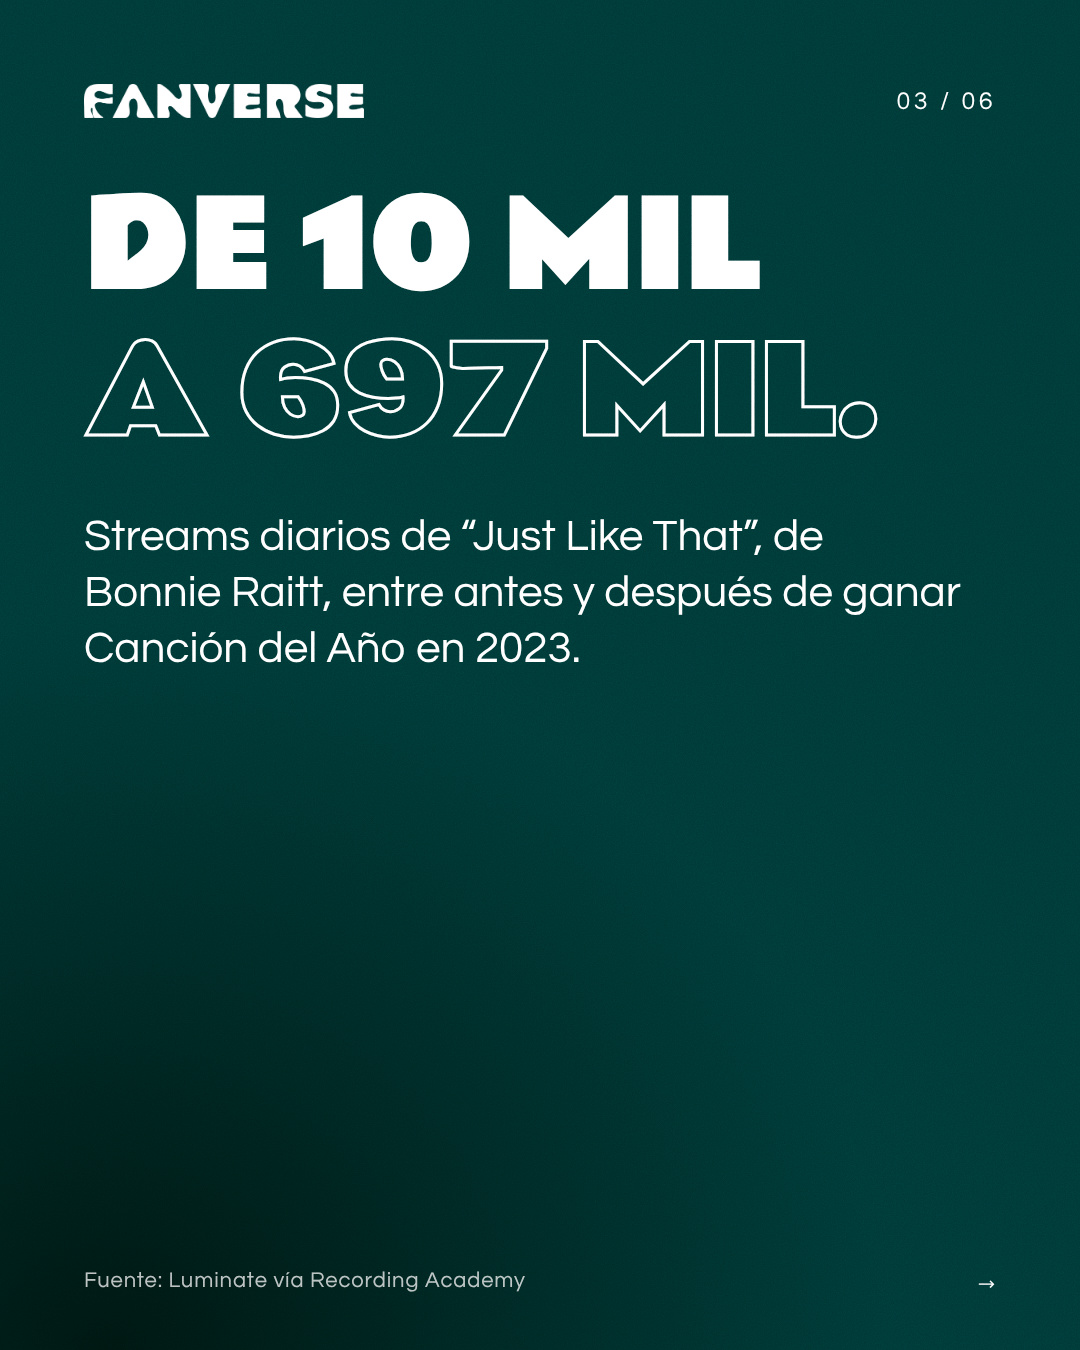 FANVERSE
03 / 06
DE 10 MIL
A 697 MIL.
Streams diarios de “Just Like That”, de
Bonnie Raitt, entre antes y después de ganar
Canción del Año en 2023.
Fuente: Luminate vía Recording Academy
→